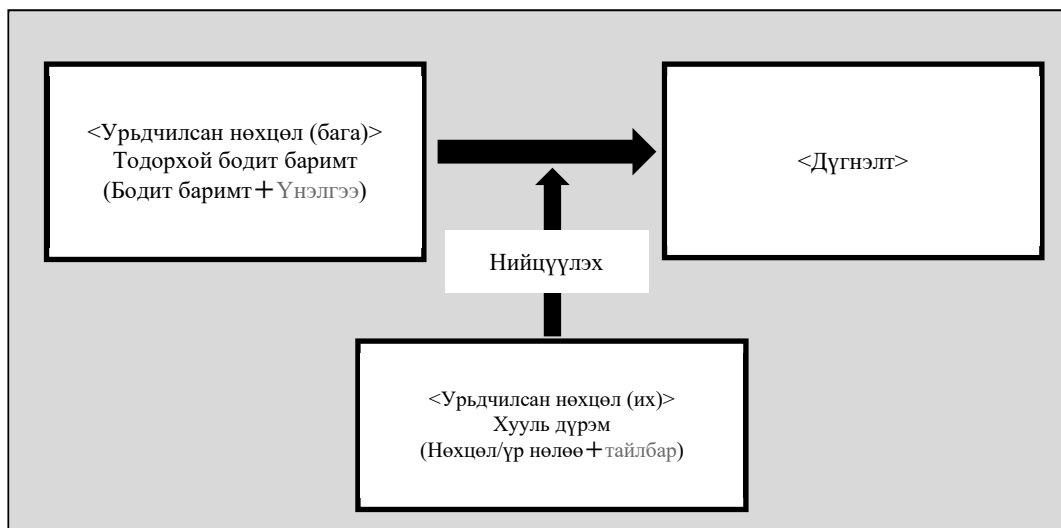 <Урьдчилсан нөхцөл (бага)>
Тодорхой бодит баримт
(Бодит баримт＋Үнэлгээ)
<Дүгнэлт>
Нийцүүлэх
<Урьдчилсан нөхцөл (их)>
Хууль дүрэм
(Нөхцөл/үр нөлөө＋тайлбар)